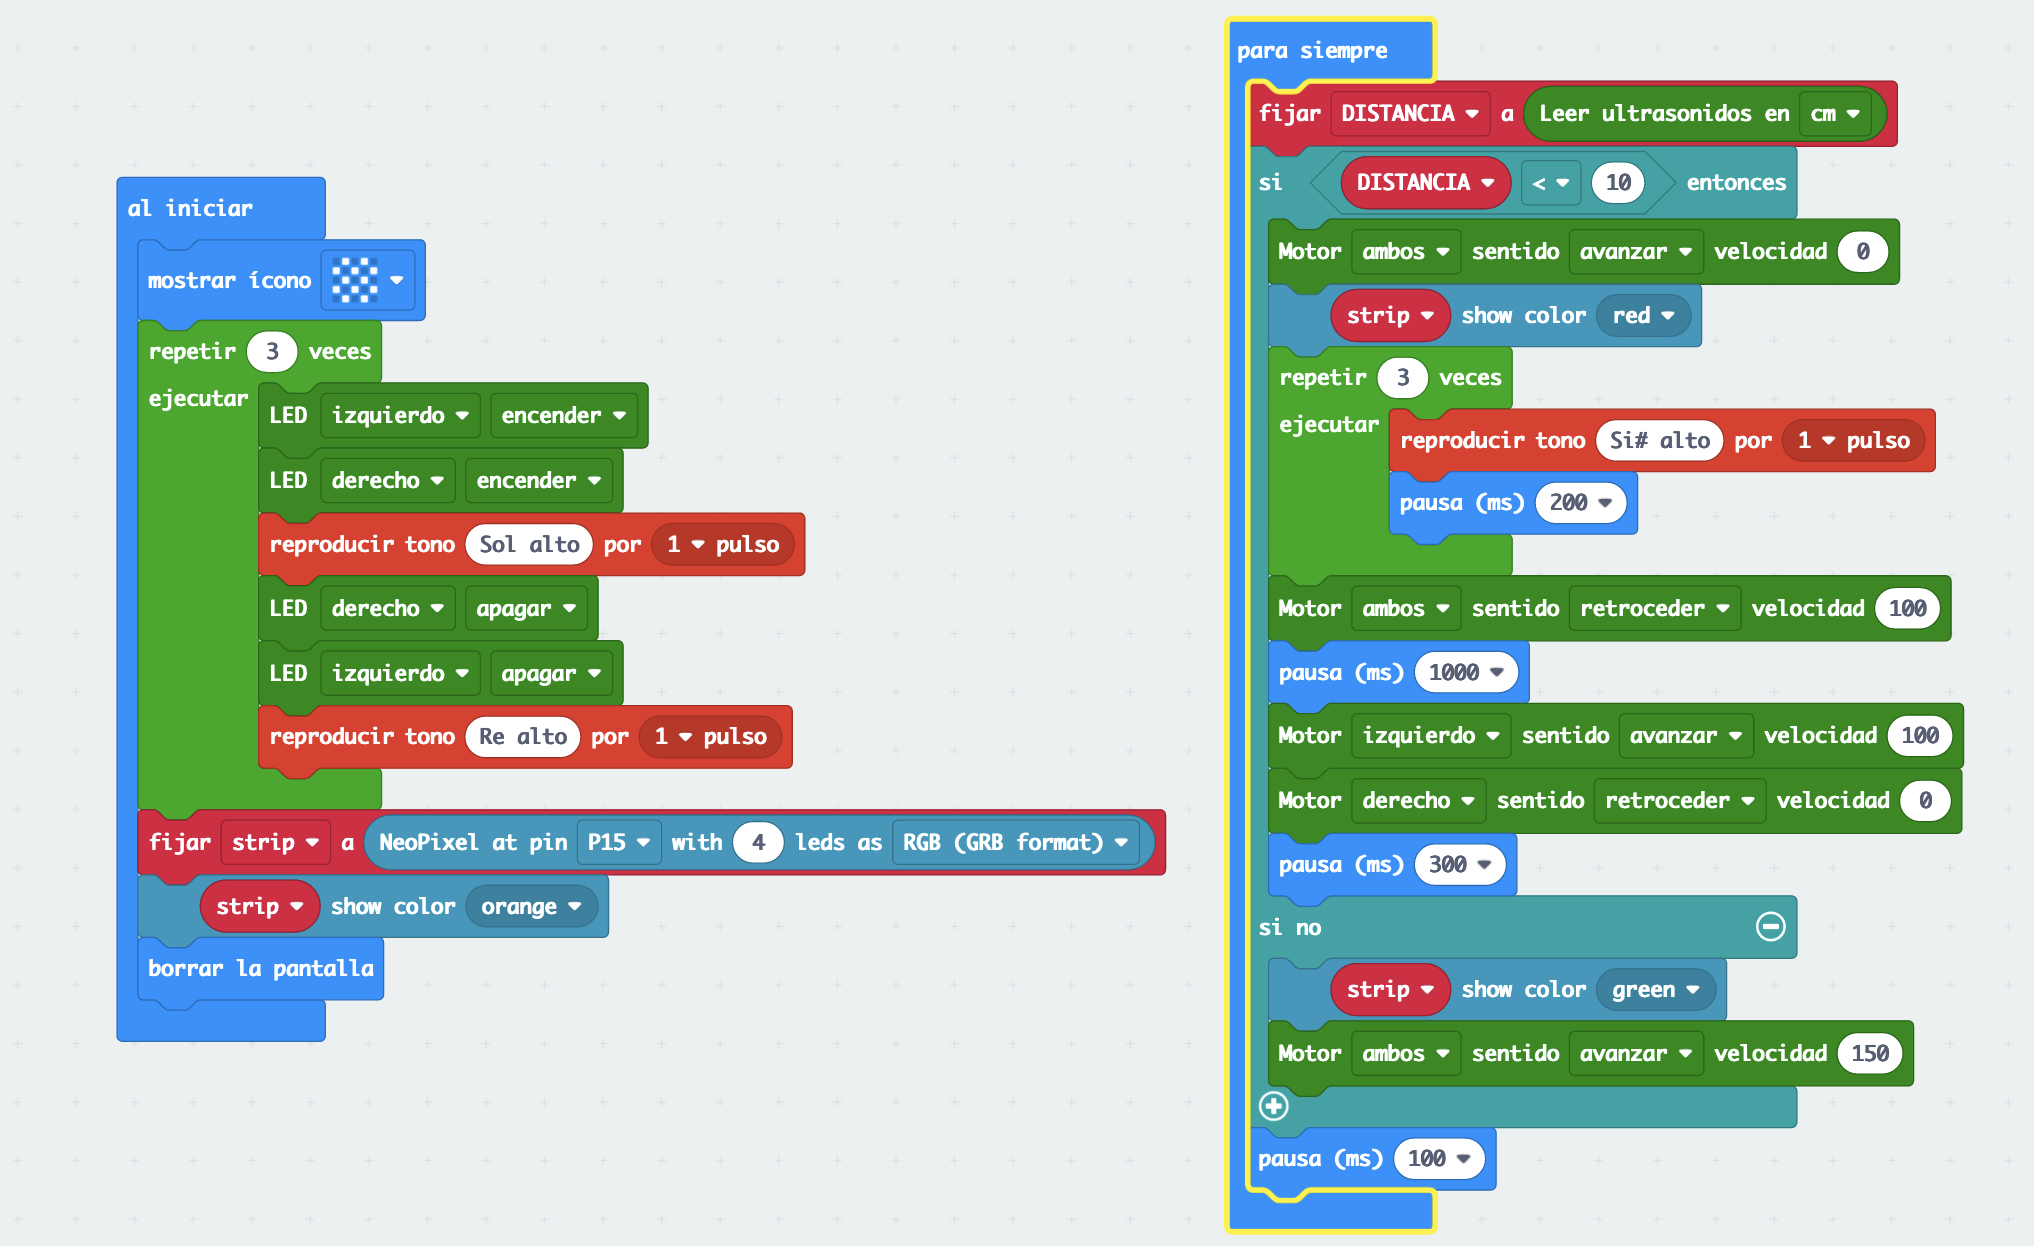 al iniciar
mostrar ícono
repetir 3 veces
ejecutar
LED izquierdo encender
LED derecho encender
reproducir tono Sol alto por 1 pulso
LED derecho apagar
LED izquierdo apagar
reproducir tono Re alto por 1 pulso
fijar strip a NeoPixel at pin P15 with 4 leds as RGB (GRB format)
strip show color orange
borrar la pantalla
para siempre
fijar DISTANCIA a Leer ultrasonidos en cm
si DISTANCIA < 10 entonces
Motor ambos sentido avanzar velocidad 0
strip show color red
repetir 3 veces
ejecutar
reproducir tono Si# alto por 1 pulso
pausa (ms) 200
Motor ambos sentido retroceder velocidad 100
pausa (ms) 1000
Motor izquierdo sentido avanzar velocidad 100
Motor derecho sentido retroceder velocidad 0
pausa (ms) 300
si no
strip show color green
Motor ambos sentido avanzar velocidad 150
pausa (ms) 100